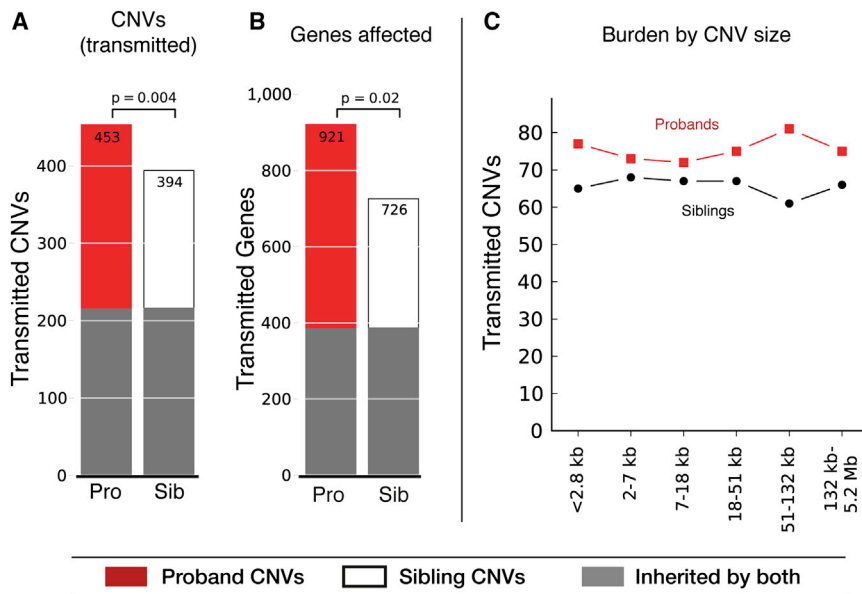 A
CNVs
(transmitted)
p = 0.004
453
394
400
300
200
100
0
Transmitted CNVs
Pro
Sib
B
Genes affected
1,000
p = 0.02
921
726
800
600
400
200
0
Transmitted Genes
Pro
Sib
C
Burden by CNV size
Probands
Siblings
80
70
60
50
40
30
20
10
0
Transmitted CNVs
<2.8 kb
2-7 kb
7-18 kb
18-51 kb
51-132 kb
132 kb-
5.2 Mb
Proband CNVs
Sibling CNVs
Inherited by both